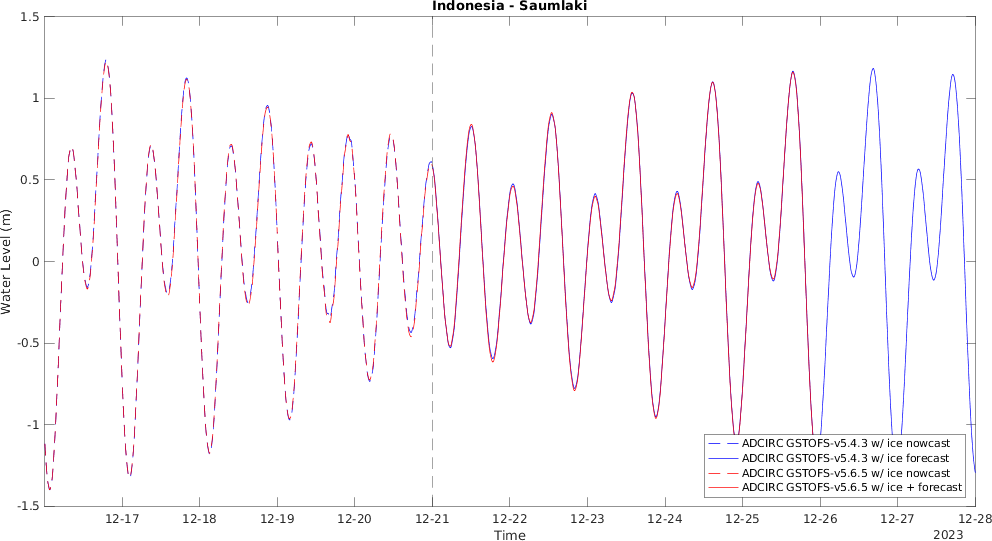 Indonesia - Saumlaki
1.5
1
0.5
0
-0.5
-1
-1.5
Water Level (m)
ADCIRC GSTOFS-v5.4.3 w/ ice nowcast
ADCIRC GSTOFS-v5.4.3 w/ ice forecast
ADCIRC GSTOFS-v5.6.5 w/ ice nowcast
ADCIRC GSTOFS-v5.6.5 w/ ice + forecast
12-17 12-18 12-19 12-20 12-21 12-22 12-23 12-24 12-25 12-26 12-27 12-28
Time
2023